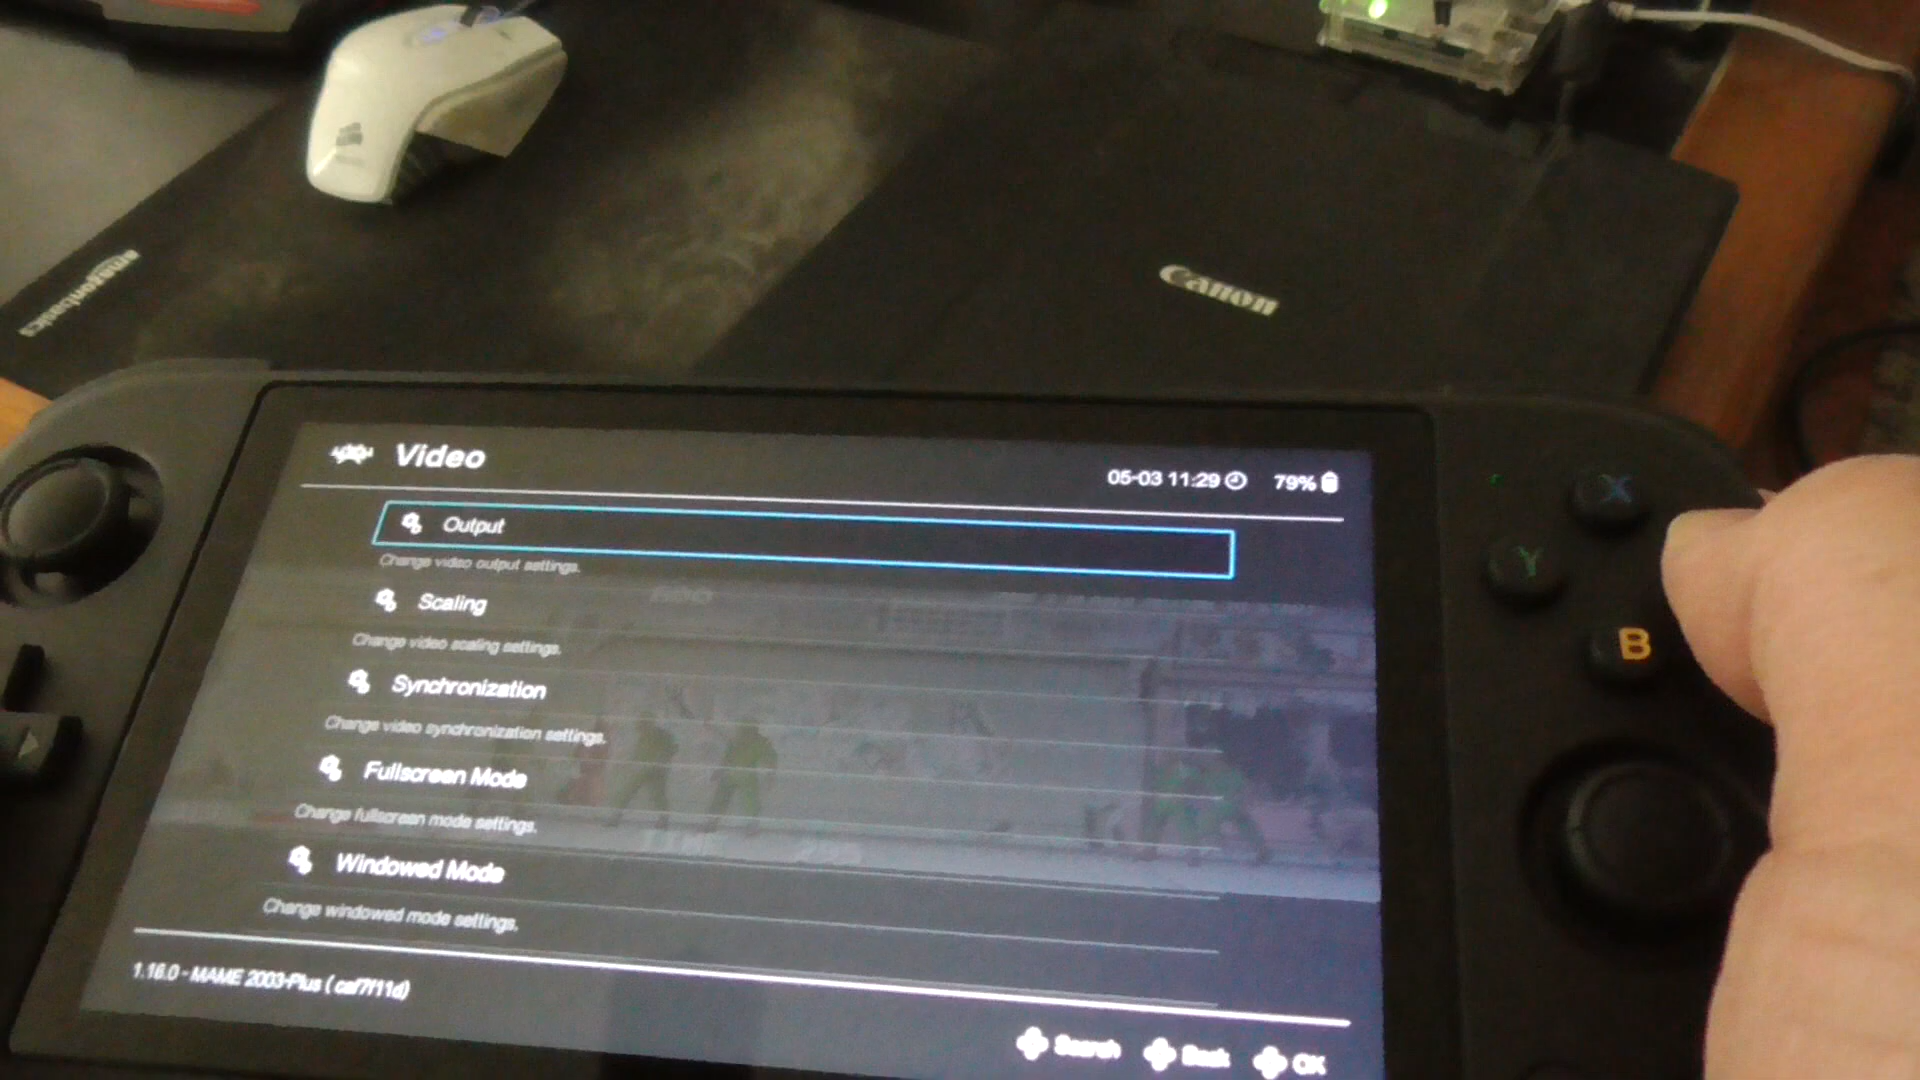 amazonbasics
Canon
Video
05-03 11:29
79%
Output
Change video output settings.
Scaling
Change video scaling settings.
Synchronization
Change video synchronization settings.
Fullscreen Mode
Change fullscreen mode settings.
Windowed Mode
Change windowed mode settings.
1.16.0 - MAME 2003-Plus (caf7f11d)
Search
Back
OK
X
Y
B